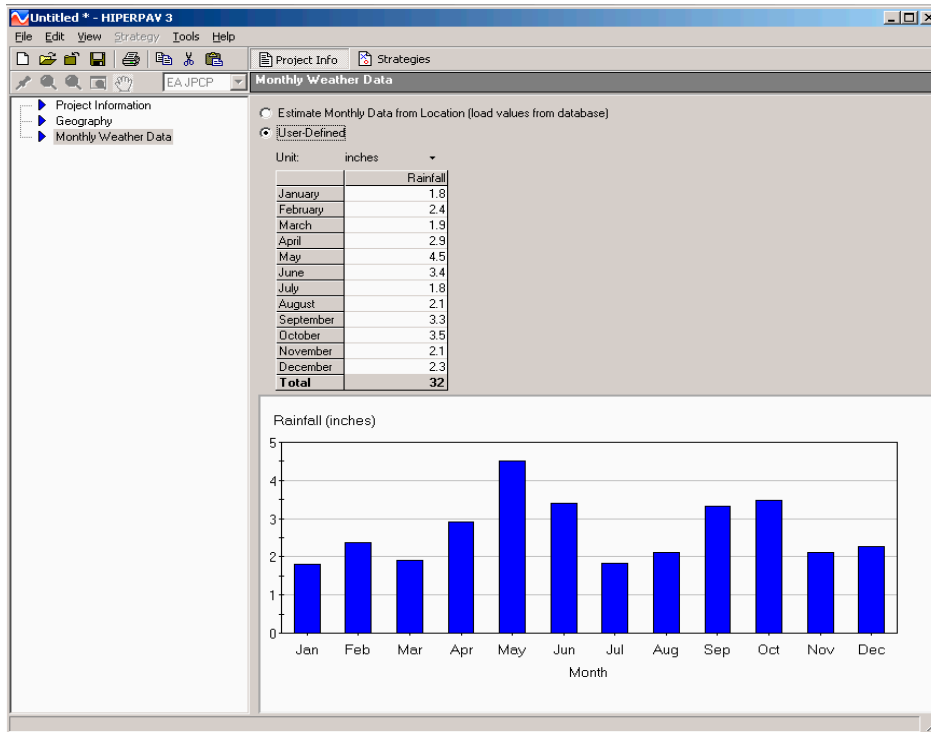 Untitled * - HIPERPAV 3
File Edit View Strategy Tools Help
Project Info Strategies
EA JPCP Monthly Weather Data
Project Information
Geography
Monthly Weather Data
Estimate Monthly Data from Location (load values from database)
User-Defined
Unit: inches
Rainfall
January 1.8
February 2.4
March 1.9
April 2.9
May 4.5
June 3.4
July 1.8
August 2.1
September 3.3
October 3.5
November 2.1
December 2.3
Total 32
Rainfall (inches)
5
4
3
2
1
0
Jan Feb Mar Apr May Jun Jul Aug Sep Oct Nov Dec
Month